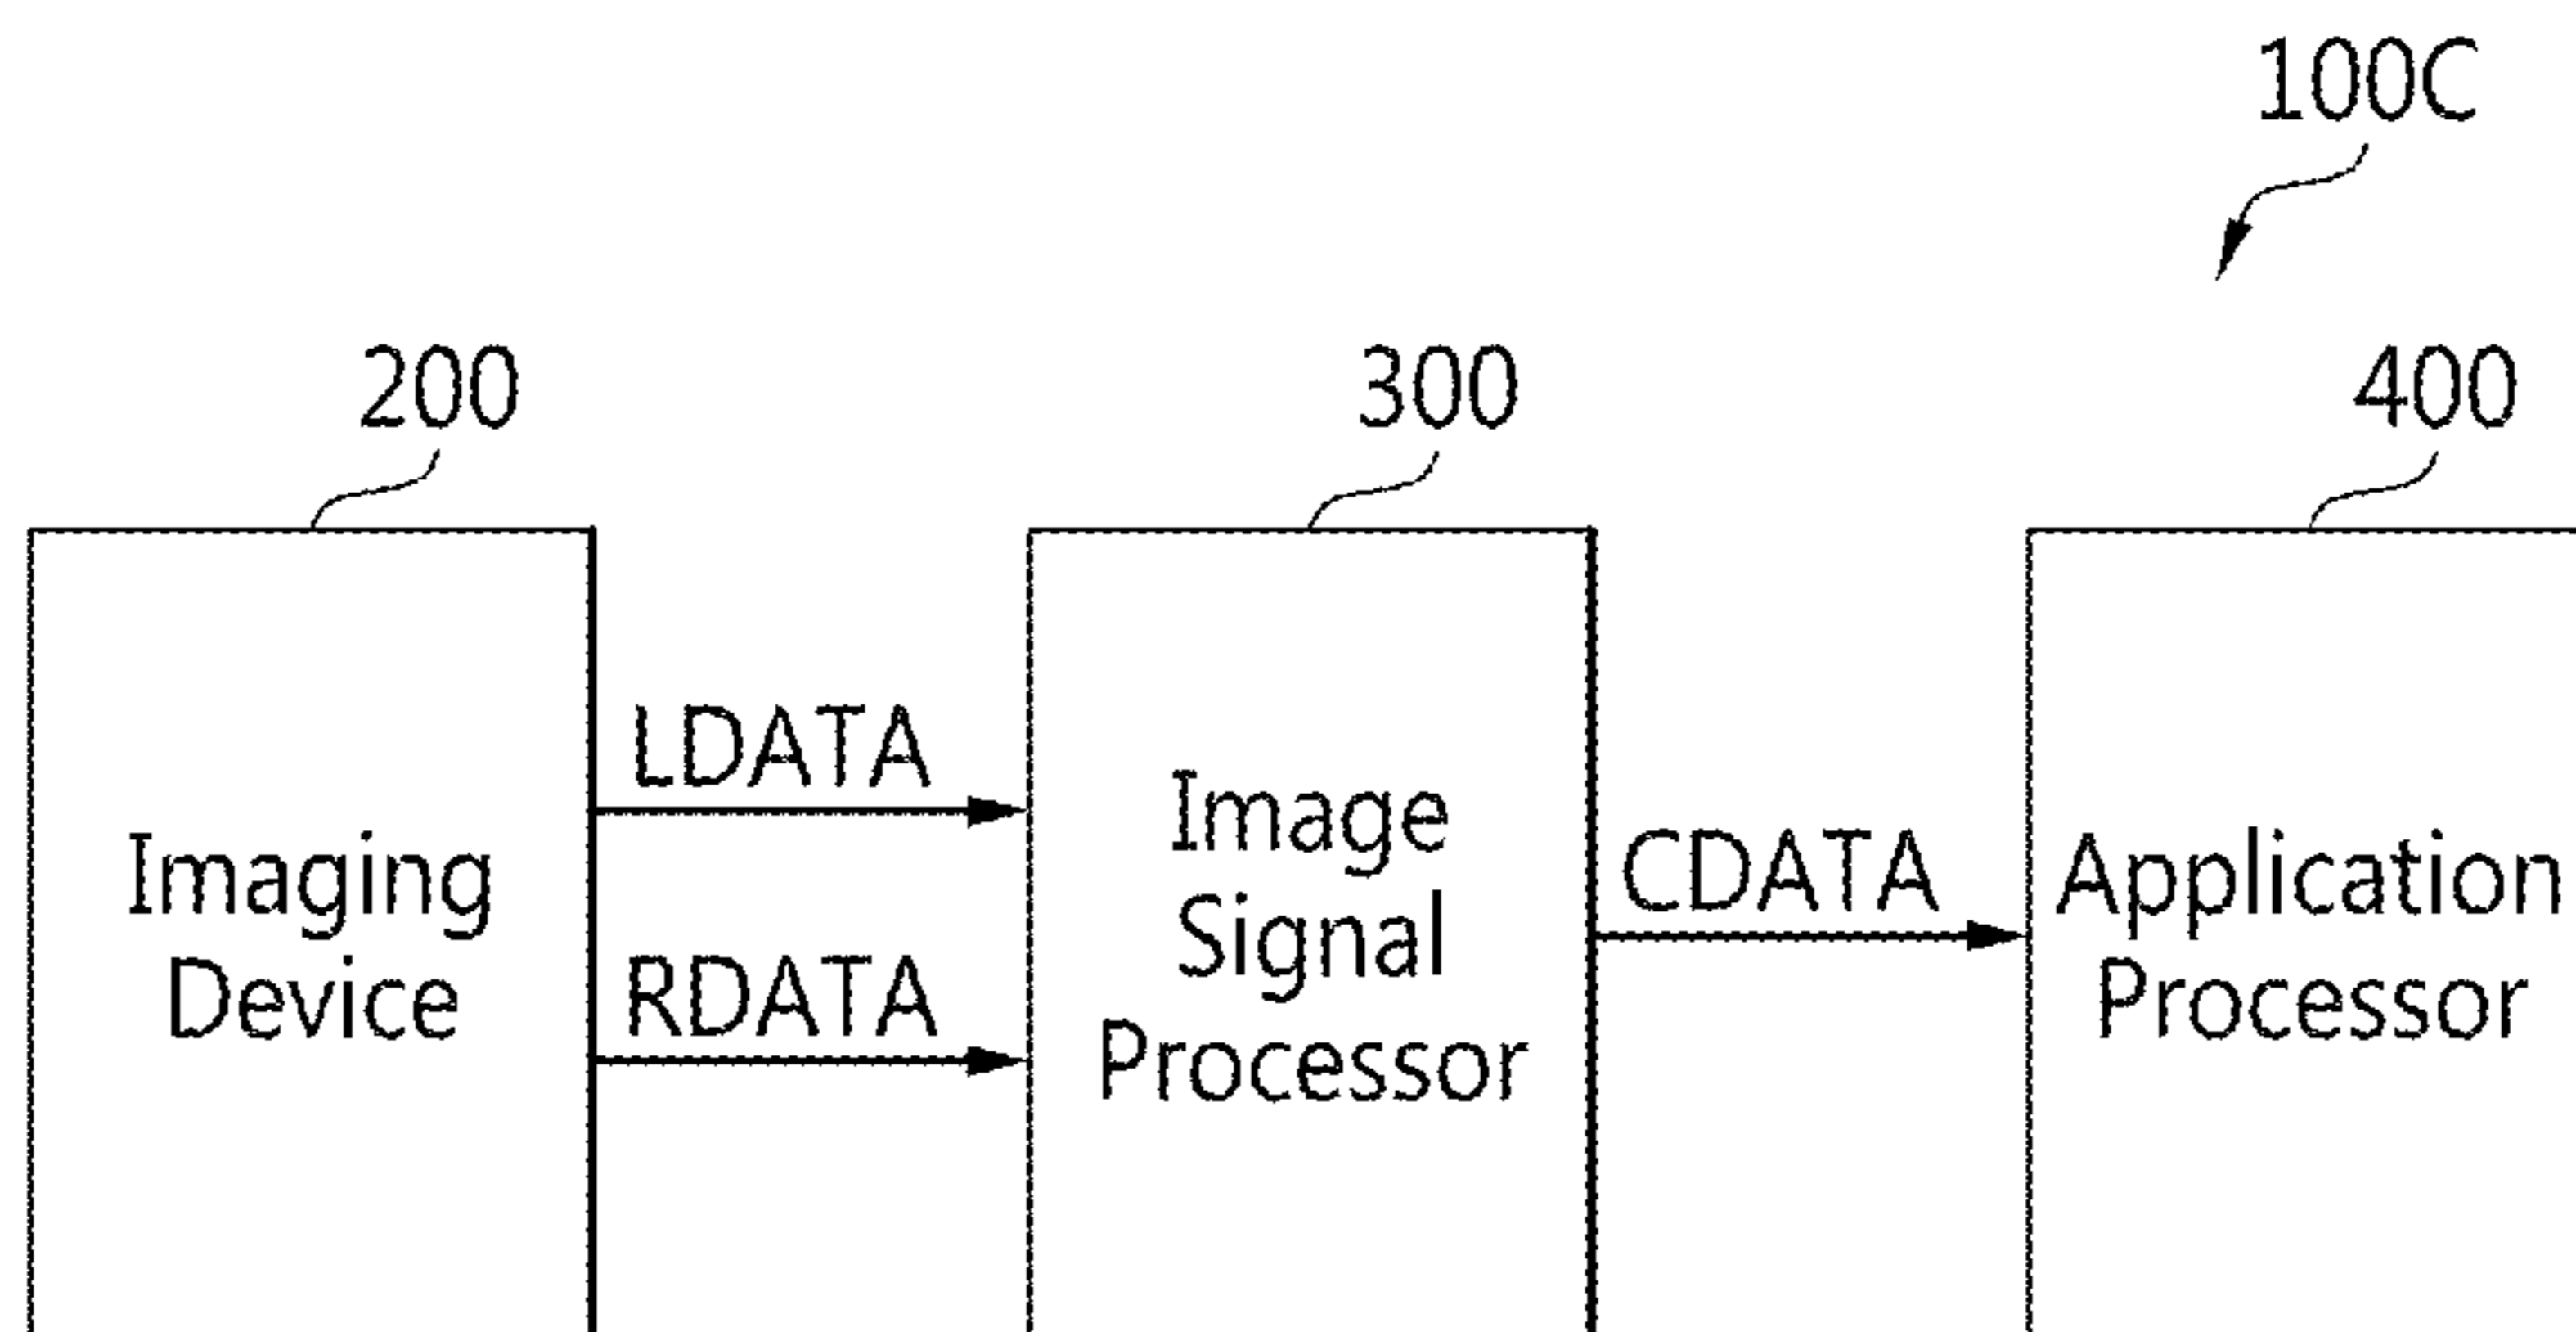 100C
200
300
400
Imaging
Device
LDATA
RDATA
Image
Signal
Processor
CDATA
Application
Processor